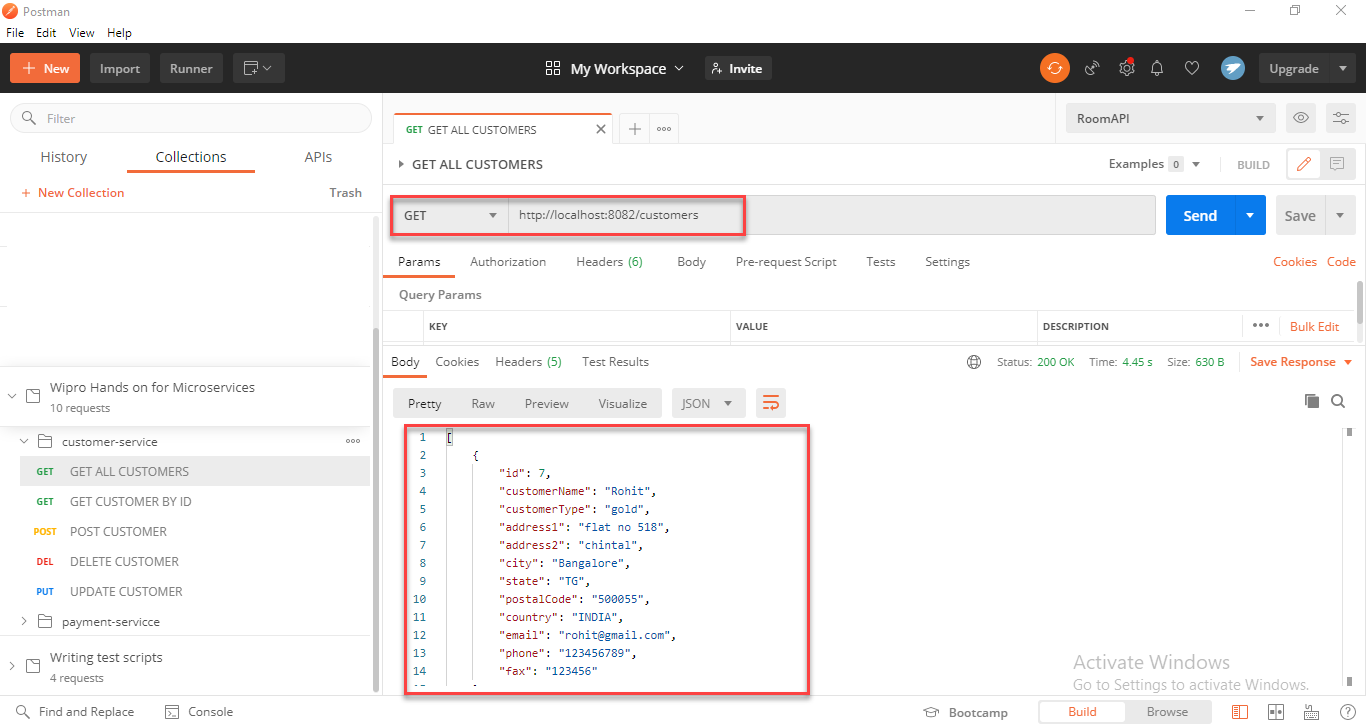 Postman
File Edit View Help
+ New Import Runner My Workspace Invite Upgrade
Filter
History Collections APIs
+ New Collection Trash
Wipro Hands on for Microservices
10 requests
customer-service
GET GET ALL CUSTOMERS
GET GET CUSTOMER BY ID
POST POST CUSTOMER
DEL DELETE CUSTOMER
PUT UPDATE CUSTOMER
payment-servicce
Writing test scripts
4 requests
GET GET ALL CUSTOMERS RoomAPI
GET ALL CUSTOMERS Examples 0 BUILD
GET http://localhost:8082/customers Send Save
Params Authorization Headers (6) Body Pre-request Script Tests Settings Cookies Code
Query Params
KEY VALUE DESCRIPTION Bulk Edit
Body Cookies Headers (5) Test Results Status: 200 OK Time: 4.45 s Size: 630 B Save Response
Pretty Raw Preview Visualize JSON
1 [
2 {
3 "id": 7,
4 "customerName": "Rohit",
5 "customerType": "gold",
6 "address1": "flat no 518",
7 "address2": "chintal",
8 "city": "Bangalore",
9 "state": "TG",
10 "postalCode": "500055",
11 "country": "INDIA",
12 "email": "rohit@gmail.com",
13 "phone": "123456789",
14 "fax": "123456"
Activate Windows
Go to Settings to activate Windows.
Find and Replace Console Bootcamp Build Browse